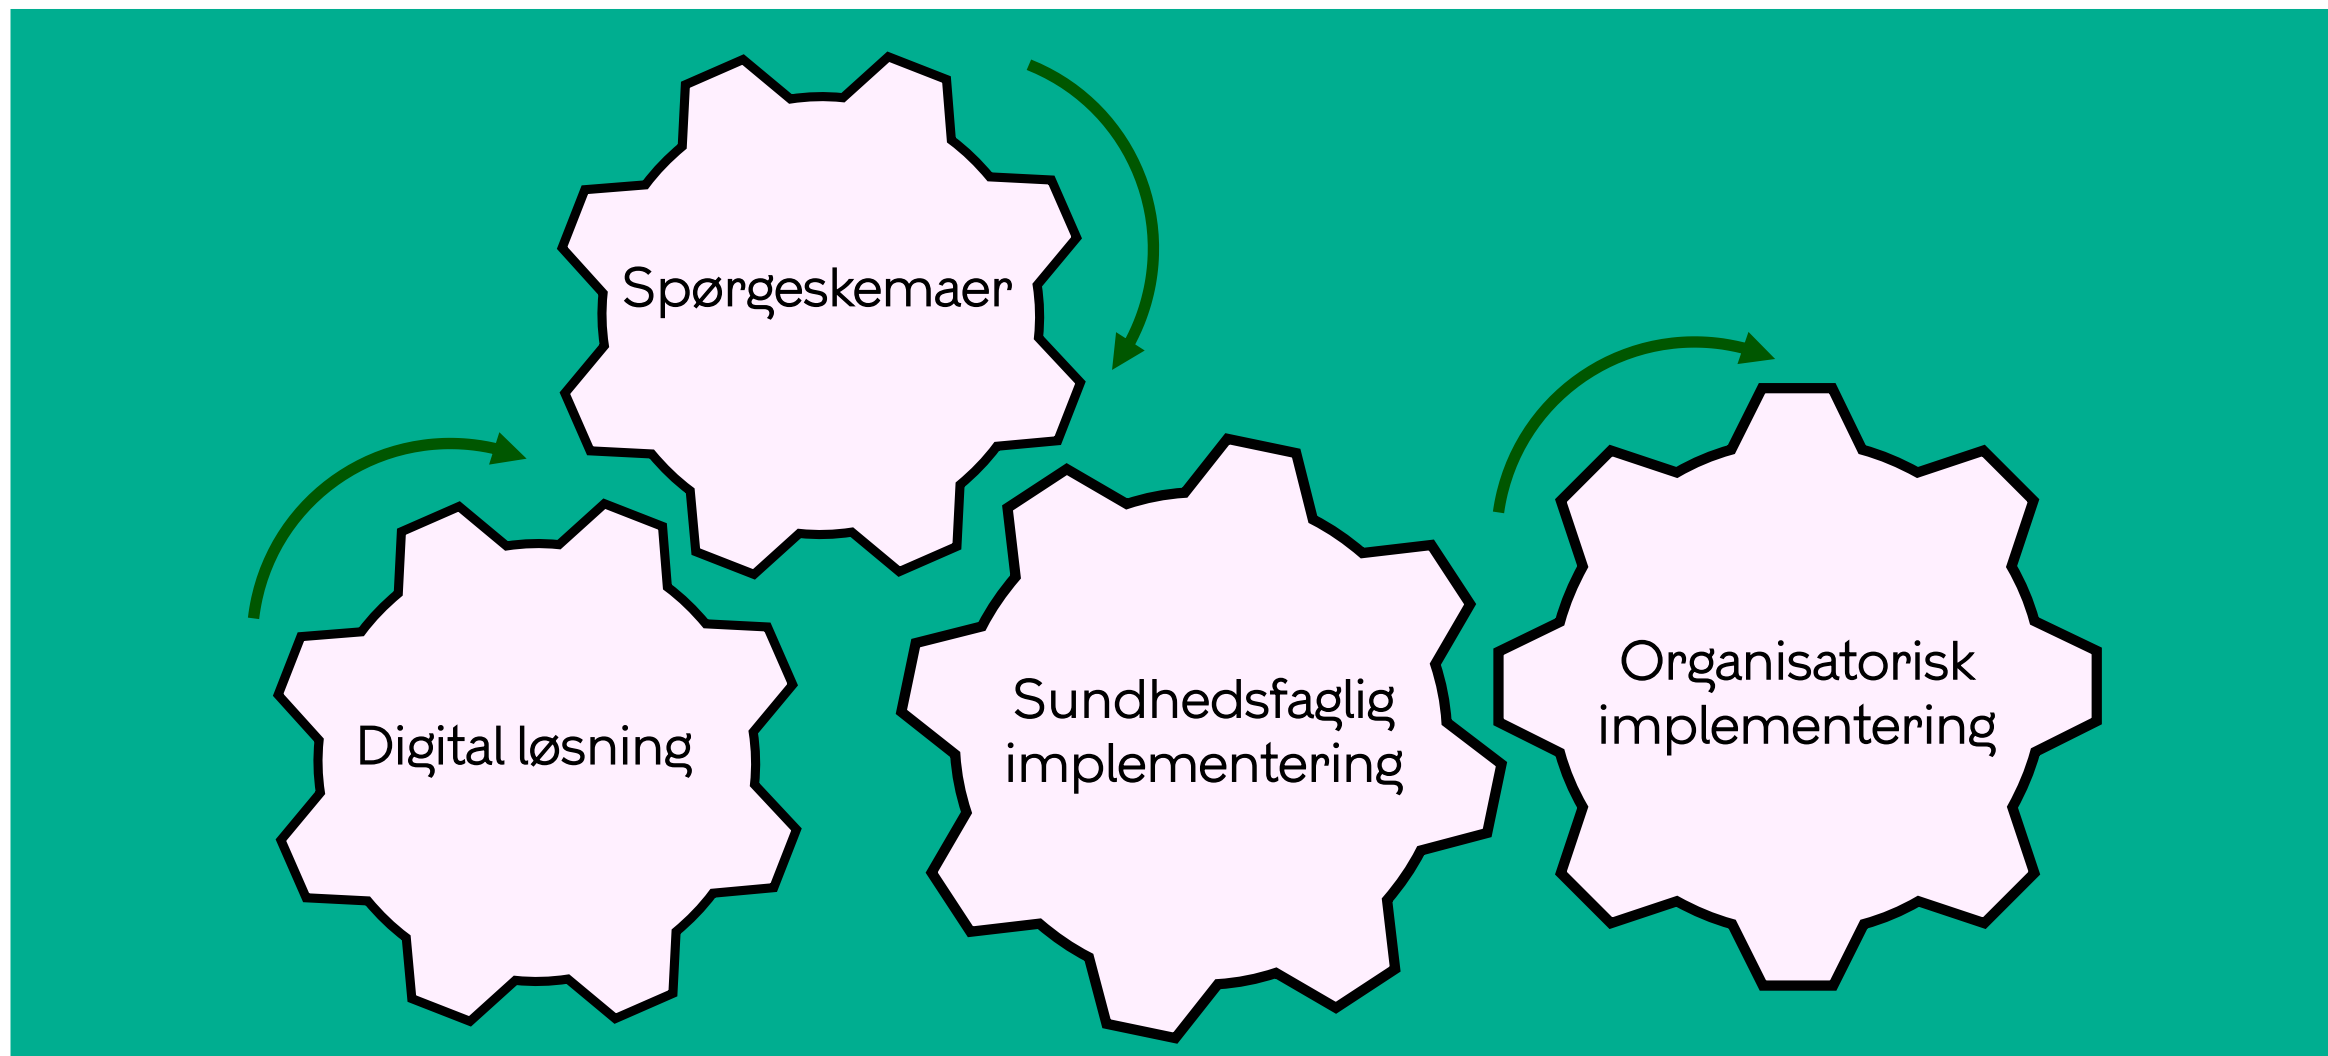 Spørgeskemaer
Digital løsning
Sundhedsfaglig
implementering
Organisatorisk
implementering